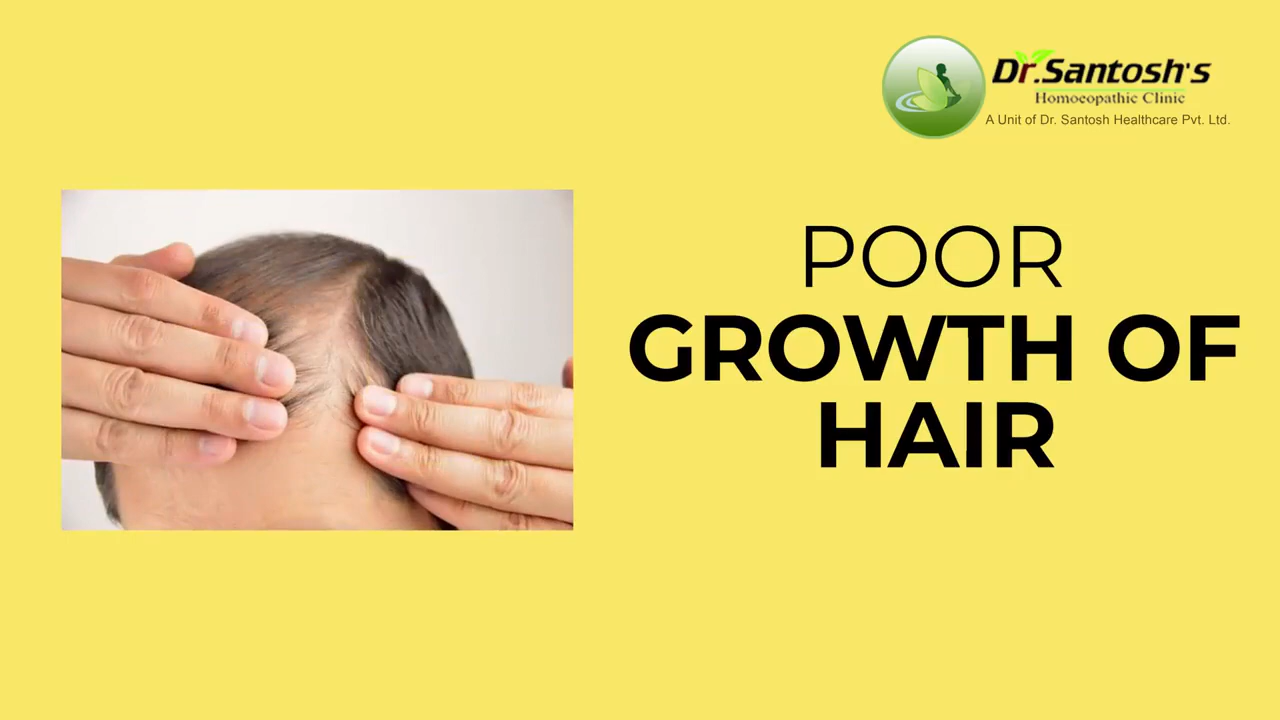 Dr.Santosh's
Homoeopathic Clinic
A Unit of Dr. Santosh Healthcare Pvt. Ltd.
POOR
GROWTH OF
HAIR